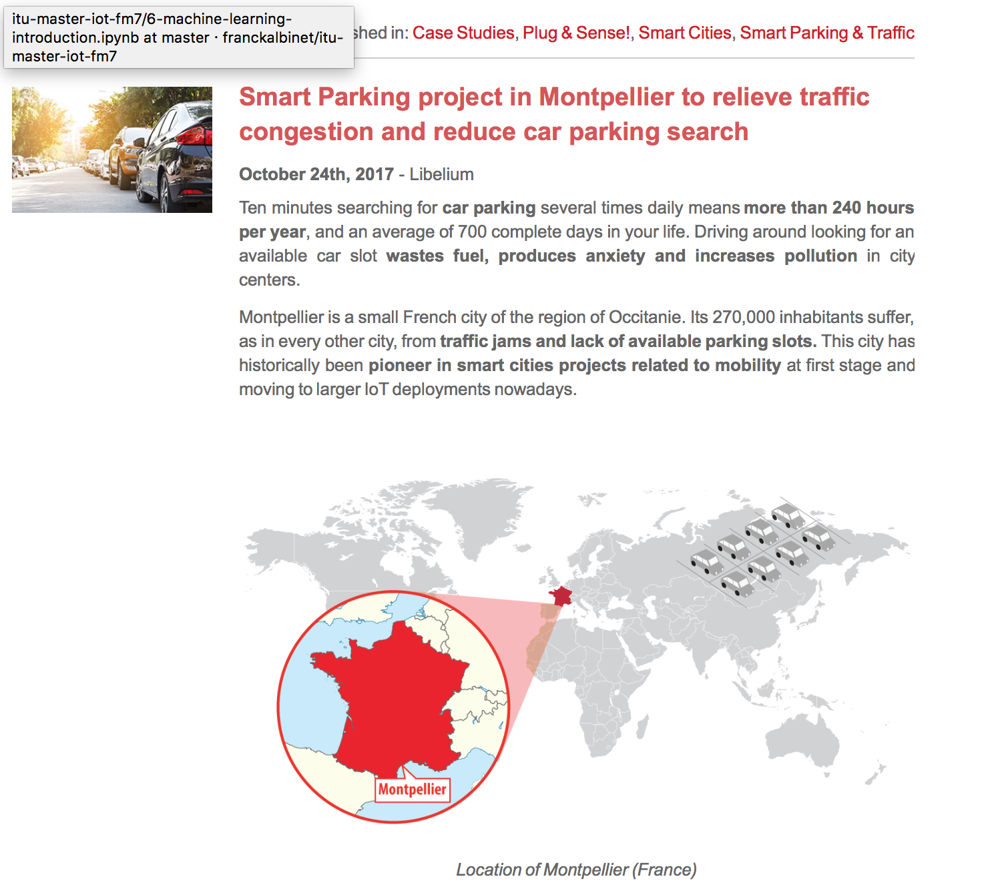 itu-master-iot-fm7/6-machine-learning-
introduction.ipynb at master · franckalbinet/itu-
master-iot-fm7
shed in: Case Studies, Plug & Sense!, Smart Cities, Smart Parking & Traffic
Smart Parking project in Montpellier to relieve traffic
congestion and reduce car parking search
October 24th, 2017 - Libelium
Ten minutes searching for car parking several times daily means more than 240 hours
per year, and an average of 700 complete days in your life. Driving around looking for an
available car slot wastes fuel, produces anxiety and increases pollution in city
centers.
Montpellier is a small French city of the region of Occitanie. Its 270,000 inhabitants suffer,
as in every other city, from traffic jams and lack of available parking slots. This city has
historically been pioneer in smart cities projects related to mobility at first stage and
moving to larger IoT deployments nowadays.
Montpellier
Location of Montpellier (France)